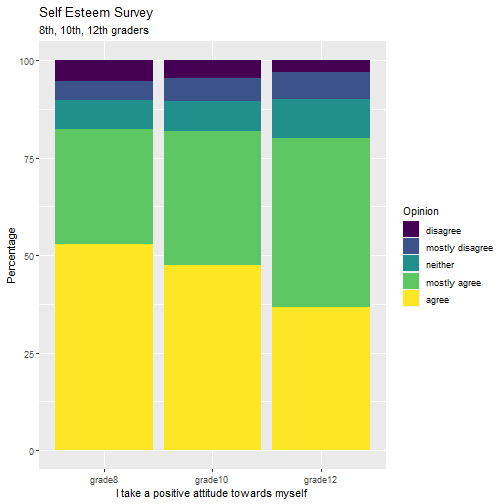 Self Esteem Survey
8th, 10th, 12th graders
Percentage
100
75
50
25
0
grade8
grade10
grade12
I take a positive attitude towards myself
Opinion
disagree
mostly disagree
neither
mostly agree
agree